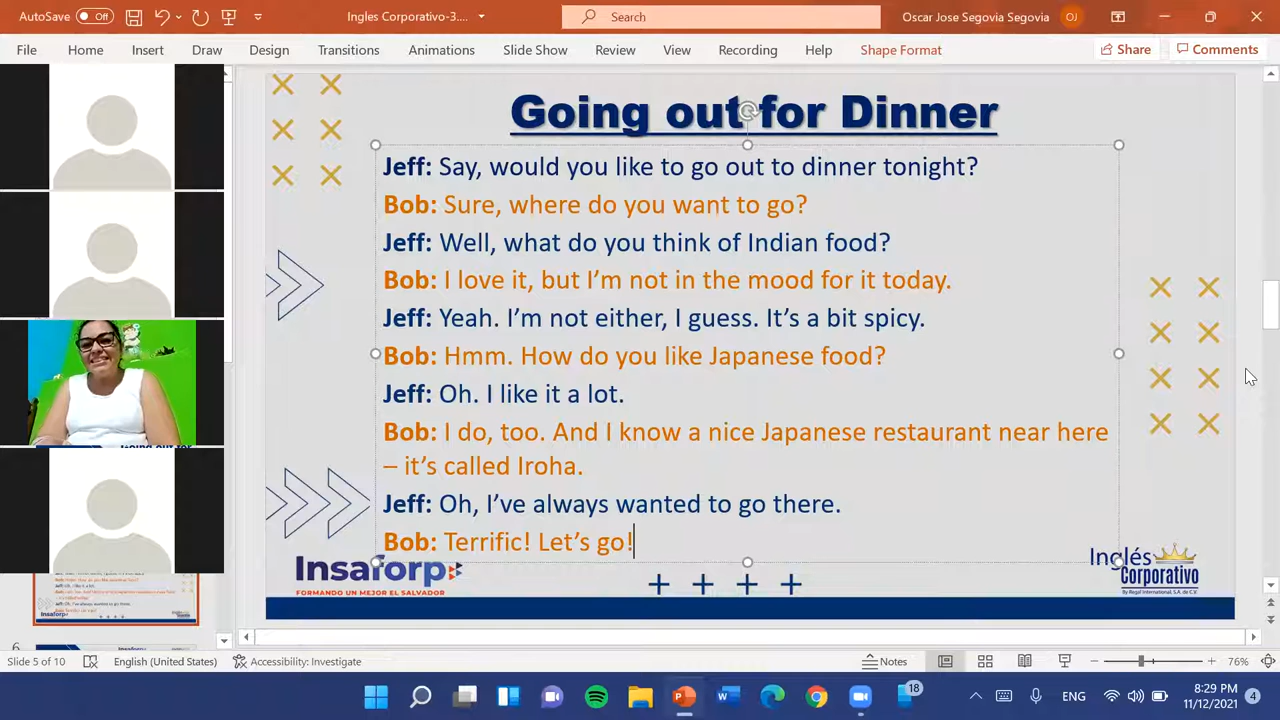 AutoSave Off Ingles Corporativo-3.... Search Oscar Jose Segovia Segovia OJ
File Home Insert Draw Design Transitions Animations Slide Show Review View Recording Help Shape Format Share Comments
Going out for Dinner
Jeff: Say, would you like to go out to dinner tonight?
Bob: Sure, where do you want to go?
Jeff: Well, what do you think of Indian food?
Bob: I love it, but I'm not in the mood for it today.
Jeff: Yeah. I'm not either, I guess. It's a bit spicy.
Bob: Hmm. How do you like Japanese food?
Jeff: Oh. I like it a lot.
Bob: I do, too. And I know a nice Japanese restaurant near here
– it's called Iroha.
Jeff: Oh, I've always wanted to go there.
Bob: Terrific! Let's go!
Insaforp
FORMANDO UN MEJOR EL SALVADOR
Inglés
Corporativo
By Regal International, S.A. de C.V.
6
Slide 5 of 10 English (United States) Accessibility: Investigate Notes 76%
18 ENG 8:29 PM
11/12/2021 4